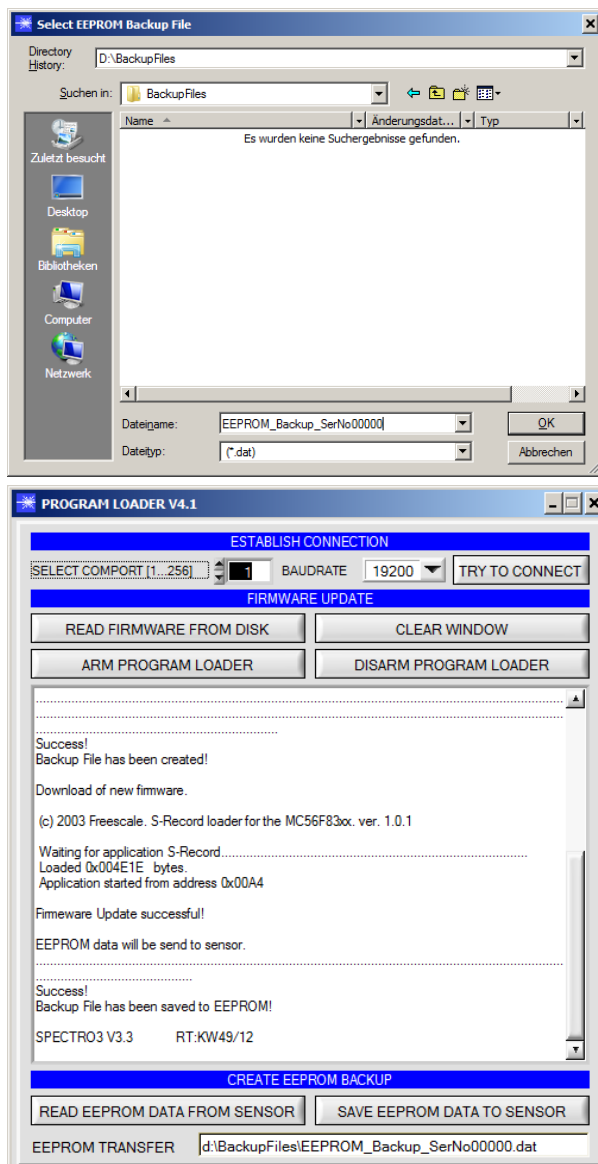 Select EEPROM Backup File
Directory
History:
D:\BackupFiles
Suchen in:
BackupFiles
Name
Änderungsdat...
Typ
Es wurden keine Suchergebnisse gefunden.
Zuletzt besucht
Desktop
Bibliotheken
Computer
Netzwerk
Dateiname:
EEPROM_Backup_SerNo00000
OK
Dateityp:
(*.dat)
Abbrechen
PROGRAM LOADER V4.1
ESTABLISH CONNECTION
SELECT COMPORT [1...256]
1
BAUDRATE
19200
TRY TO CONNECT
FIRMWARE UPDATE
READ FIRMWARE FROM DISK
CLEAR WINDOW
ARM PROGRAM LOADER
DISARM PROGRAM LOADER
Success!
Backup File has been created!
Download of new firmware.
(c) 2003 Freescale. S-Record loader for the MC56F83xx. ver. 1.0.1
Waiting for application S-Record......................................................................................
Loaded 0x004E1E bytes.
Application started from address 0x00A4
Firmeware Update successful!
EEPROM data will be send to sensor.
Success!
Backup File has been saved to EEPROM!
SPECTRO3 V3.3 RT:KW49/12
CREATE EEPROM BACKUP
READ EEPROM DATA FROM SENSOR
SAVE EEPROM DATA TO SENSOR
EEPROM TRANSFER
d:\BackupFiles\EEPROM_Backup_SerNo00000.dat